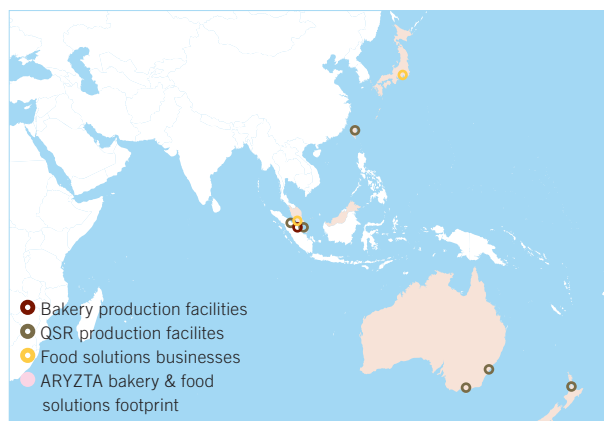 Bakery production facilities
QSR production facilites
Food solutions businesses
ARYZTA bakery & food
solutions footprint